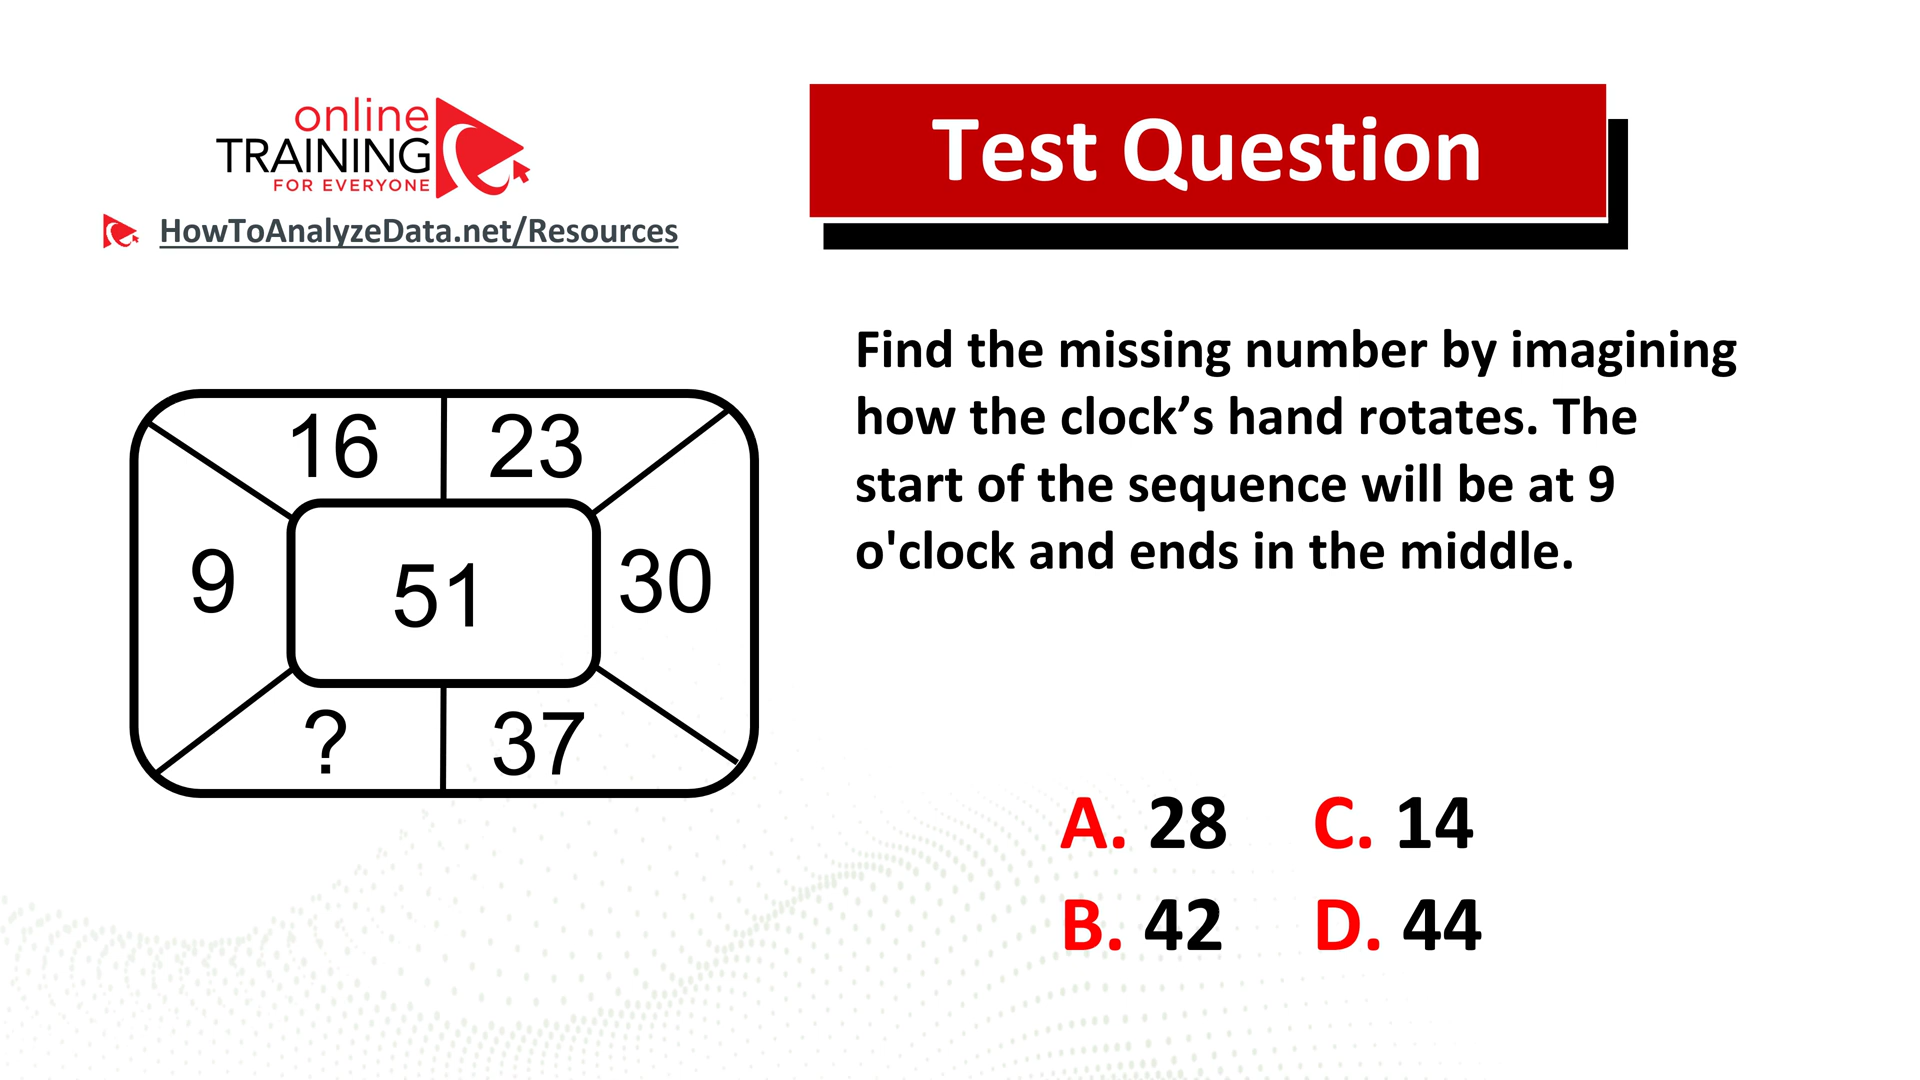 online
TRAINING
FOR EVERYONE
HowToAnalyzeData.net/Resources
Test Question
Find the missing number by imagining
how the clock’s hand rotates. The
start of the sequence will be at 9
o'clock and ends in the middle.
16 23
9 51 30
? 37
A. 28 C. 14
B. 42 D. 44